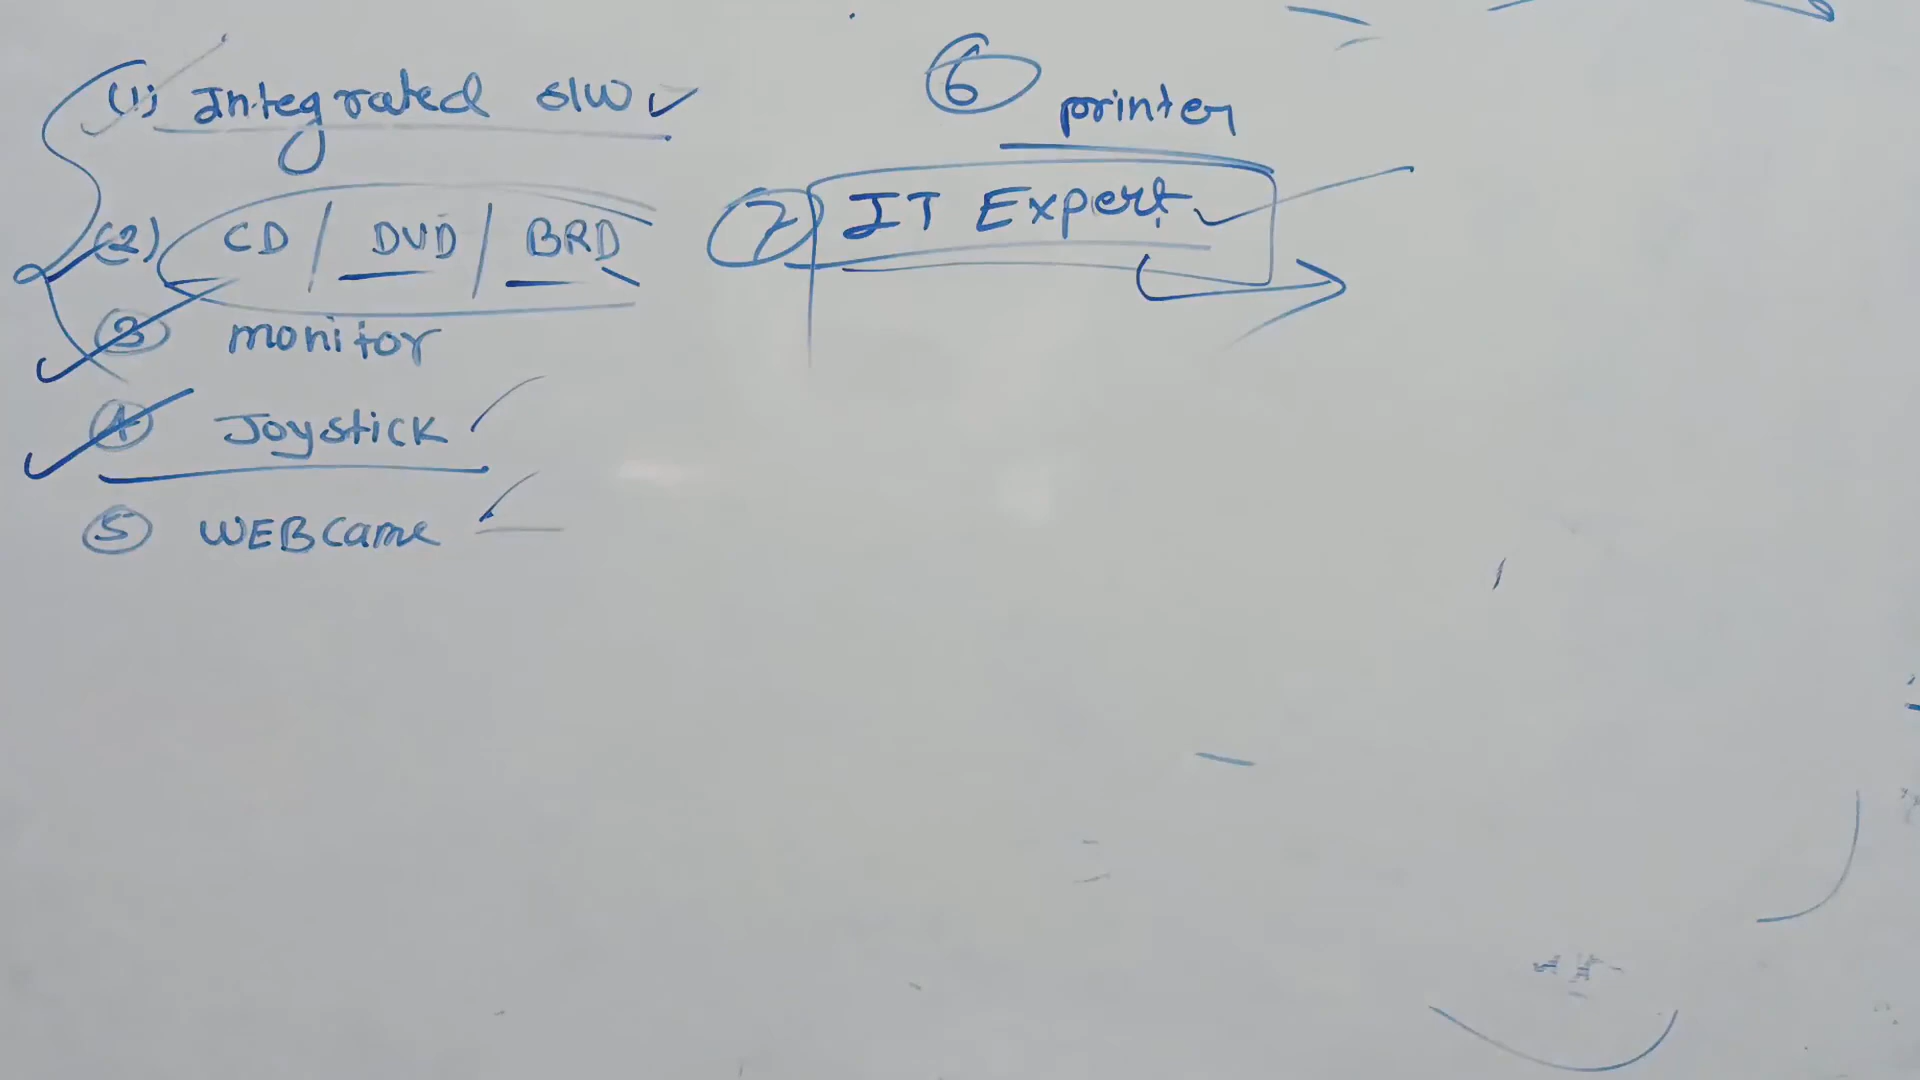 (1) Integrated S/W
(2) CD / DVD / BRD
3 monitor
4 Joystick
5 WEBcame
6 printer
7 IT Expert